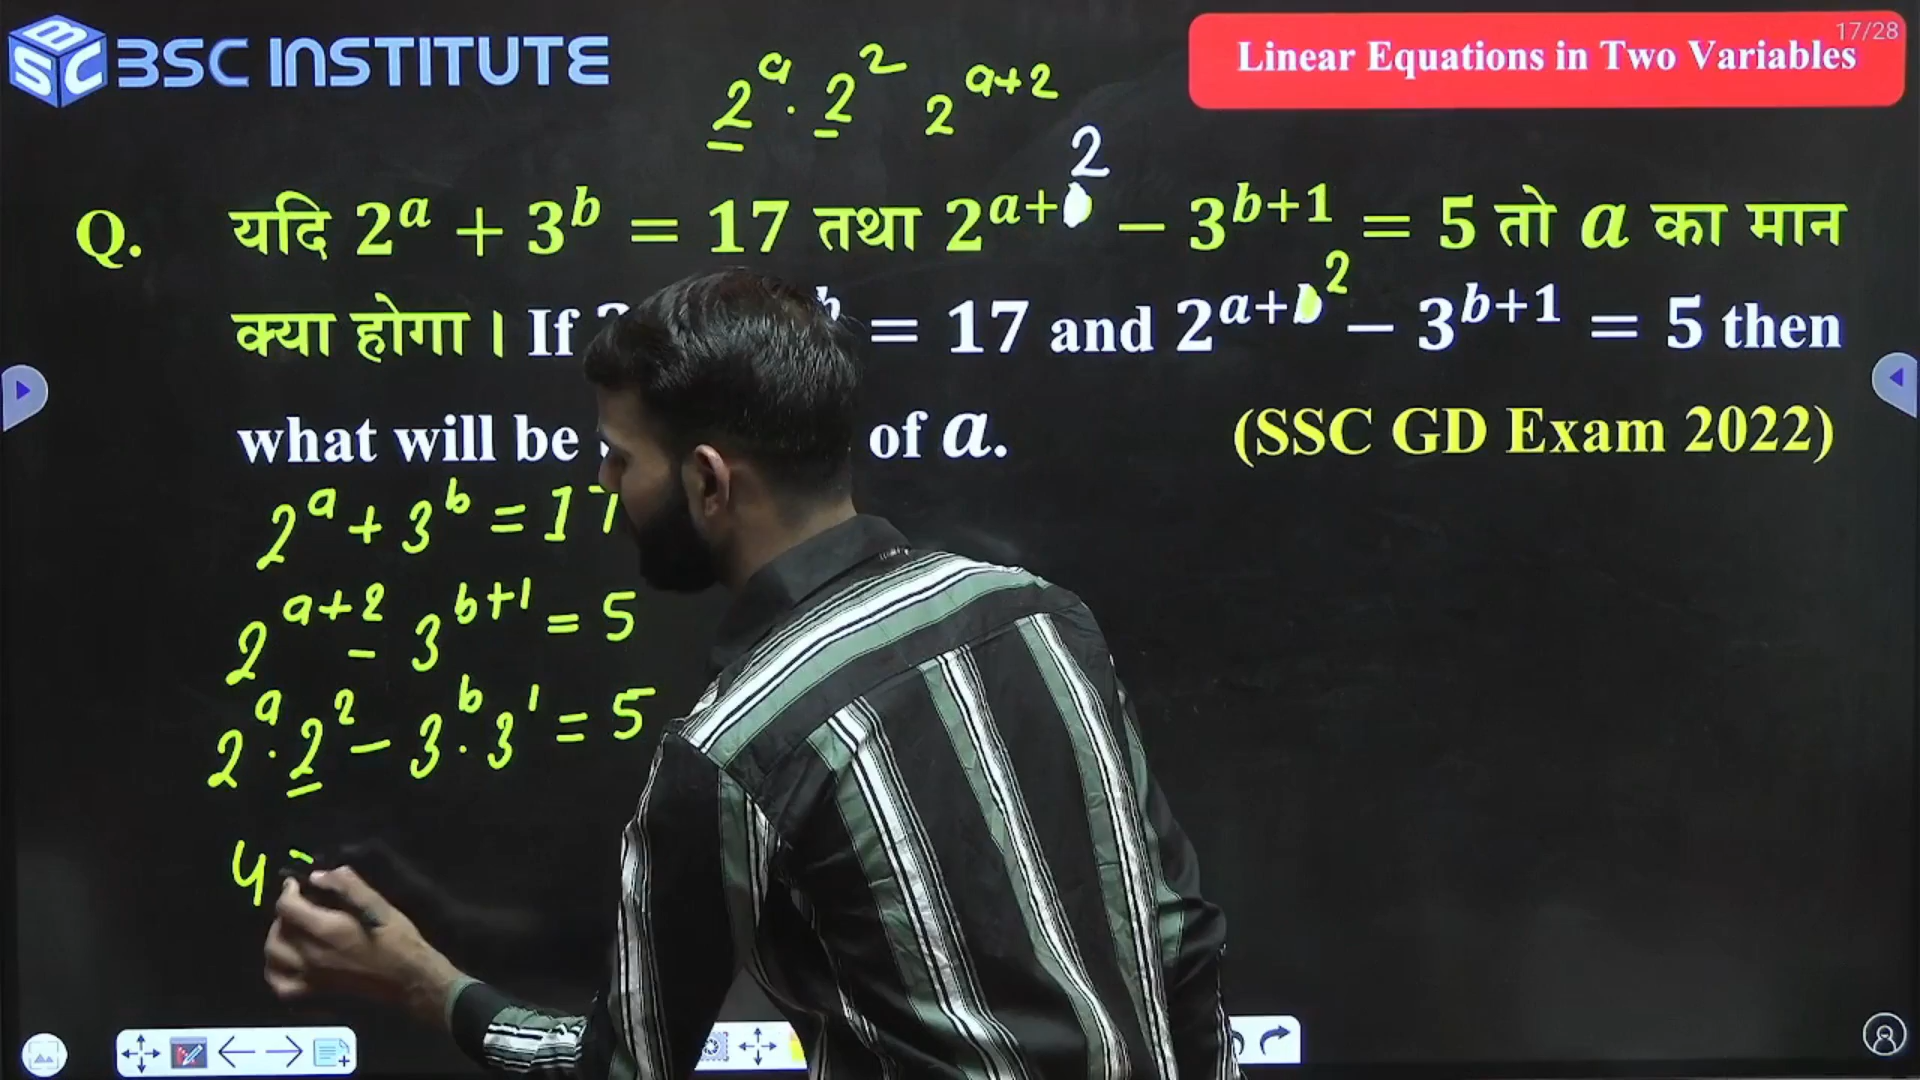 BSC INSTITUTE
17/28
Linear Equations in Two Variables
2^a · 2^2 2^{a+2}
2
Q. यदि 2^a + 3^b = 17 तथा 2^{a+} − 3^{b+1} = 5 तो a का मान
क्या होगा । If = 17 and 2^{a+b} 2 − 3^{b+1} = 5 then
what will be of a. (SSC GD Exam 2022)
2^a + 3^b = 17
2^{a+2} - 3^{b+1} = 5
2^a · 2^2 - 3^b · 3^1 = 5
4